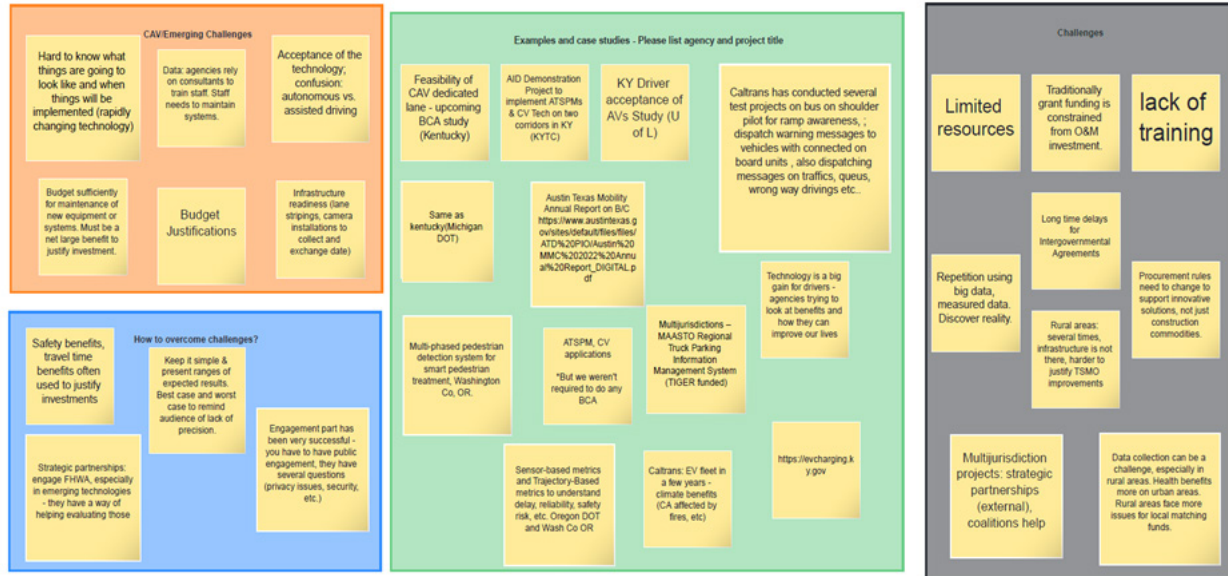 CAV/Emerging Challenges
Hard to know what
things are going to
look like and when
things will be
implemented (rapidly
changing technology)
Data: agencies rely
on consultants to
train staff. Staff
needs to maintain
systems.
Acceptance of the
technology;
confusion:
autonomous vs.
assisted driving
Budget sufficiently
for maintenance of
new equipment or
systems. Must be a
net large benefit to
justify investment.
Budget
Justifications
Infrastructure
readiness (lane
stripings, camera
installations to
collect and
exchange date)
How to overcome challenges?
Safety benefits,
travel time
benefits often
used to justify
investments
Keep it simple &
present ranges of
expected results.
Best case and worst
case to remind
audience of lack of
precision.
Engagement part has
been very successful -
you have to have public
engagement, they have
several questions
(privacy issues, security,
etc.)
Strategic partnerships:
engage FHWA, especially
in emerging technologies
- they have a way of
helping evaluating those
Examples and case studies - Please list agency and project title
Feasibility of
CAV dedicated
lane - upcoming
BCA study
(Kentucky)
AID Demonstration
Project to
implement ATSPMs
& CV Tech on two
corridors in KY
(KYTC)
KY Driver
acceptance of
AVs Study (U
of L)
Caltrans has conducted several
test projects on bus on shoulder
pilot for ramp awareness, ;
dispatch warning messages to
vehicles with connected on
board units , also dispatching
messages on traffics, queus,
wrong way drivings etc..
Same as
kentucky(Michigan
DOT)
Austin Texas Mobility
Annual Report on B/C
https://www.austintexas.g
ov/sites/default/files/files/
ATD%20PIO/Austin%20
MMC%202022%20Annu
al%20Report_DIGITAL.p
df
Technology is a big
gain for drivers -
agencies trying to
look at benefits and
how they can
improve our lives
Multi-phased pedestrian
detection system for
smart pedestrian
treatment, Washington
Co, OR.
ATSPM, CV
applications
*But we weren't
required to do any
BCA
Multijurisdictions –
MAASTO Regional
Truck Parking
Information
Management System
(TIGER funded)
Sensor-based metrics
and Trajectory-Based
metrics to understand
delay, reliability, safety
risk, etc. Oregon DOT
and Wash Co OR
Caltrans: EV fleet in
a few years -
climate benefits
(CA affected by
fires, etc)
https://evcharging.k
y.gov
Challenges
Limited
resources
Traditionally
grant funding is
constrained
from O&M
investment.
lack of
training
Long time delays
for
Intergovernmental
Agreements
Repetition using
big data,
measured data.
Discover reality.
Procurement rules
need to change to
support innovative
solutions, not just
construction
commodities.
Rural areas:
several times,
infrastructure is not
there, harder to
justify TSMO
improvements
Multijurisdiction
projects: strategic
partnerships
(external),
coalitions help
Data collection can be a
challenge, especially in
rural areas. Health benefits
more on urban areas.
Rural areas face more
issues for local matching
funds.